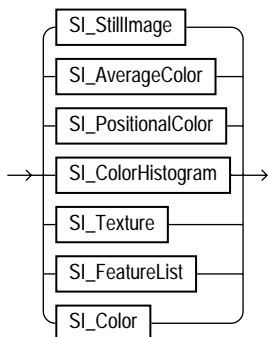 SI_StillImage
SI_AverageColor
SI_PositionalColor
SI_ColorHistogram
SI_Texture
SI_FeatureList
SI_Color